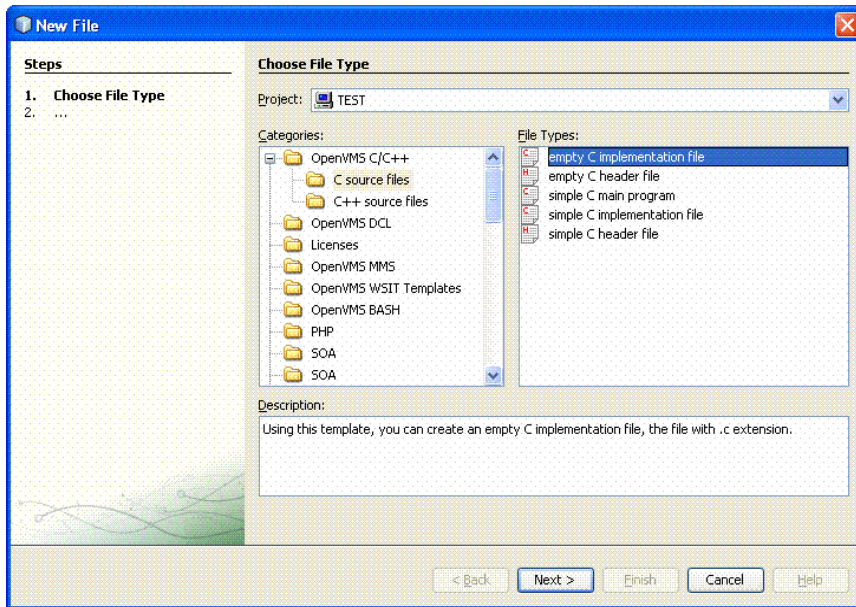 New File
Steps
1. Choose File Type
2. ...
Choose File Type
Project: TEST
Categories:
OpenVMS C/C++
C source files
C++ source files
OpenVMS DCL
Licenses
OpenVMS MMS
OpenVMS WSIT Templates
OpenVMS BASH
PHP
SOA
SOA
File Types:
empty C implementation file
empty C header file
simple C main program
simple C implementation file
simple C header file
Description:
Using this template, you can create an empty C implementation file, the file with .c extension.
< Back Next > Finish Cancel Help